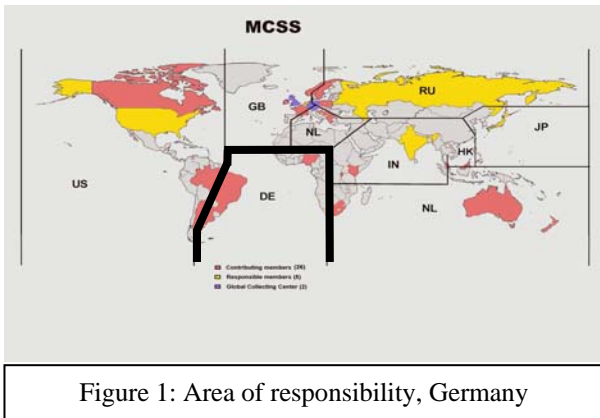 MCSS
RU
GB
JP
NL
HK
IN
US
DE
NL
Contributing members (26)
Responsible members (8)
Global Collecting Center (2)
Figure 1: Area of responsibility, Germany